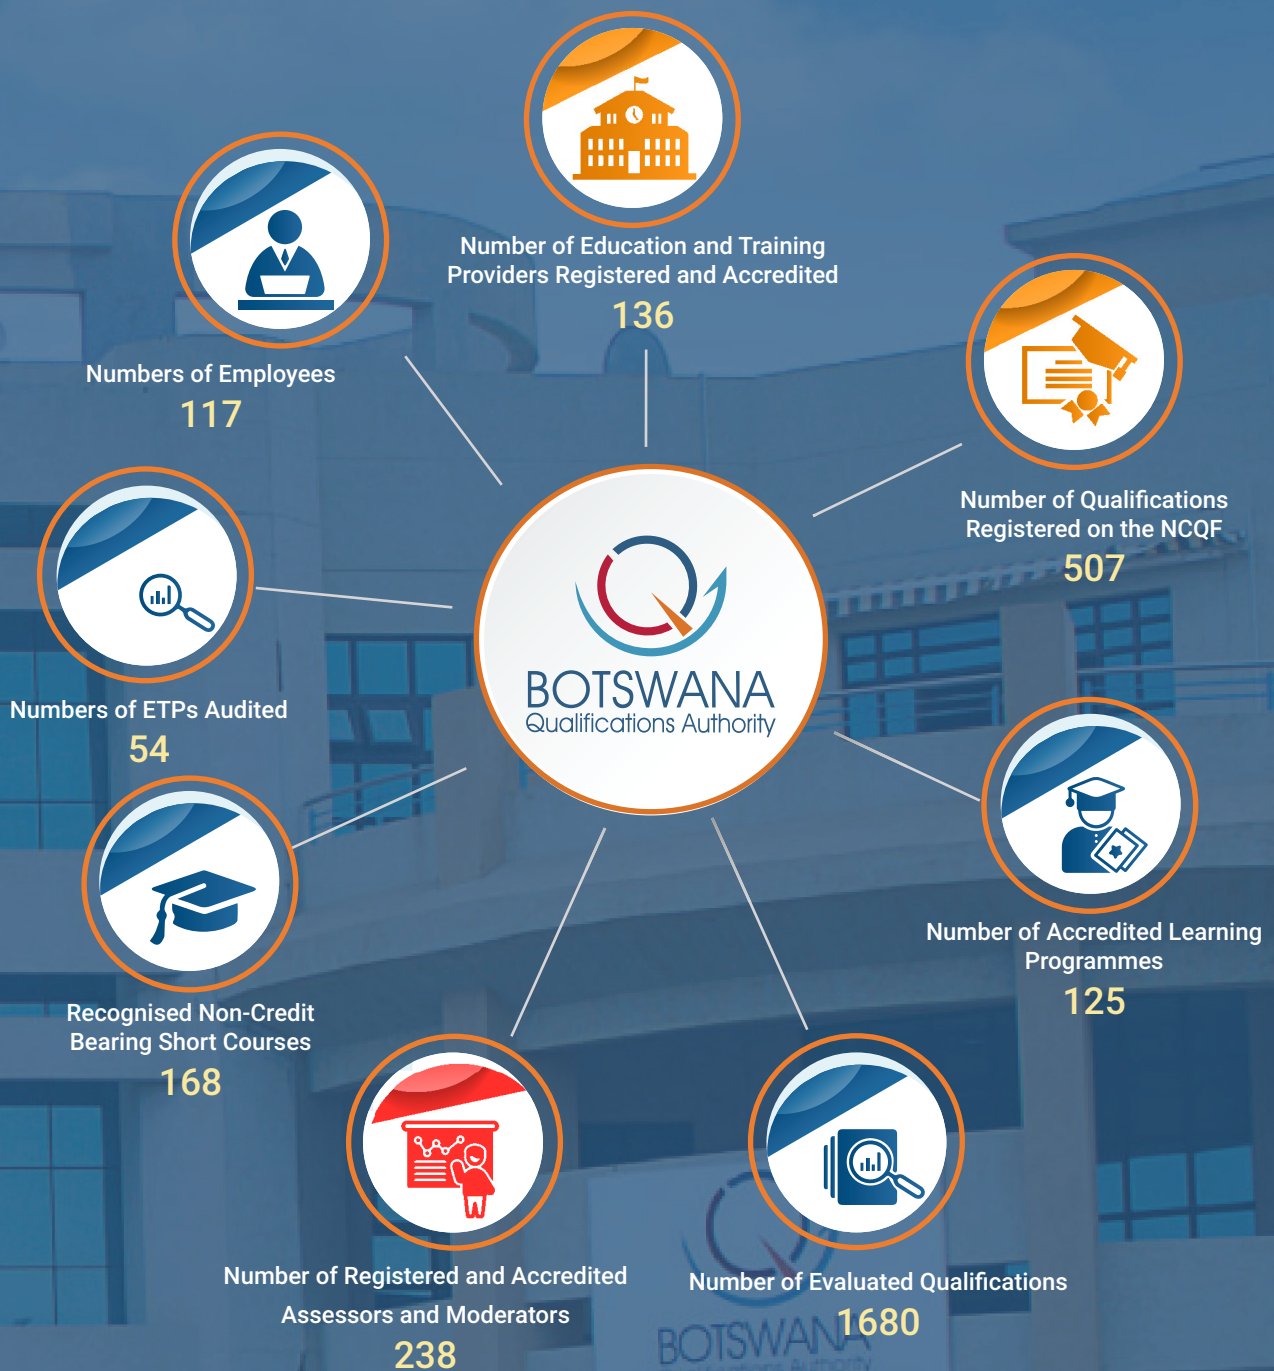 Number of Education and Training
Providers Registered and Accredited
136
Numbers of Employees
117
Number of Qualifications
Registered on the NCQF
507
BOTSWANA
Qualifications Authority
Numbers of ETPs Audited
54
Number of Accredited Learning
Programmes
125
Recognised Non-Credit
Bearing Short Courses
168
Number of Registered and Accredited
Assessors and Moderators
238
Number of Evaluated Qualifications
1680
BOTSWANA
Qualifications Authority